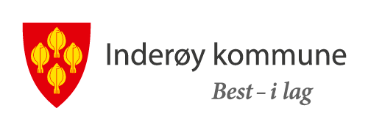 Inderøy kommune
Best – i lag